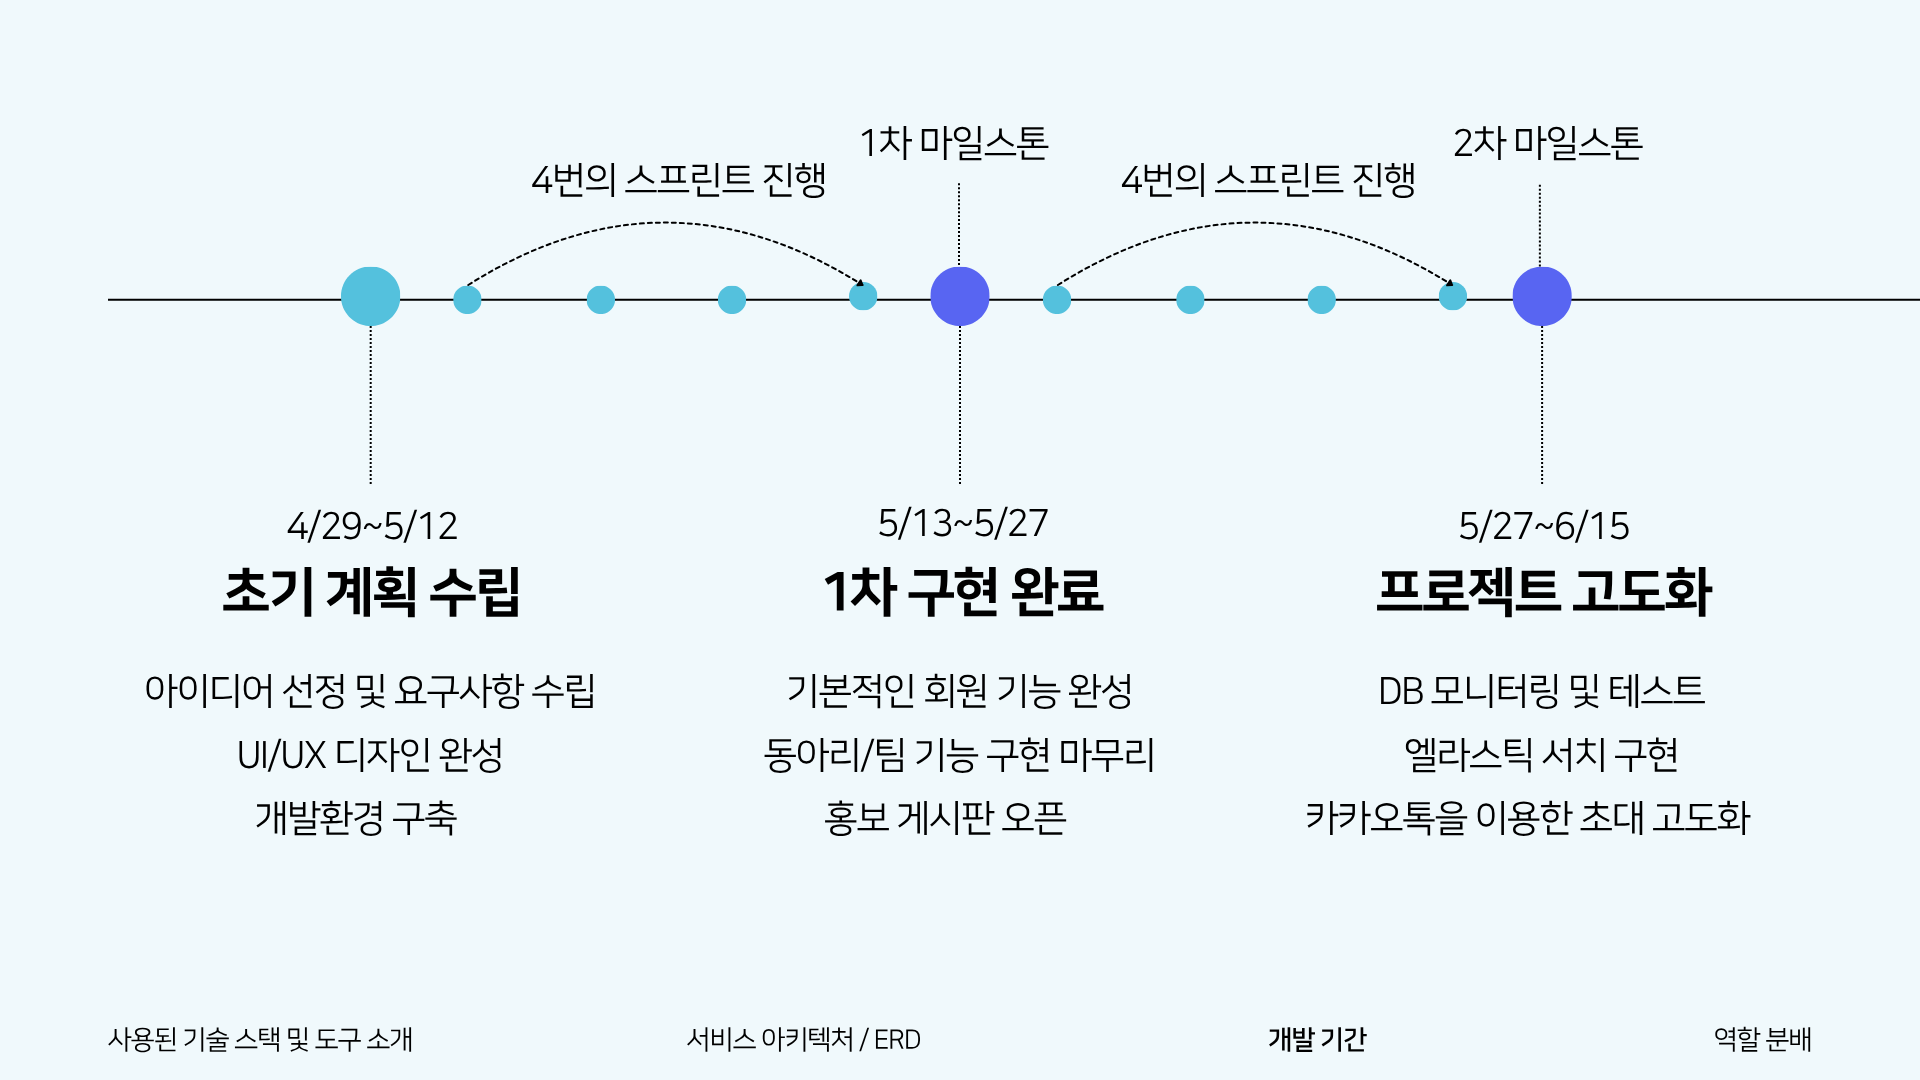 1차 마일스톤
2차 마일스톤
4번의 스프린트 진행
4번의 스프린트 진행
4/29~5/12
초기 계획 수립
아이디어 선정 및 요구사항 수립
UI/UX 디자인 완성
개발환경 구축
5/13~5/27
1차 구현 완료
기본적인 회원 기능 완성
동아리/팀 기능 구현 마무리
홍보 게시판 오픈
5/27~6/15
프로젝트 고도화
DB 모니터링 및 테스트
엘라스틱 서치 구현
카카오톡을 이용한 초대 고도화
사용된 기술 스택 및 도구 소개
서비스 아키텍처 / ERD
개발 기간
역할 분배